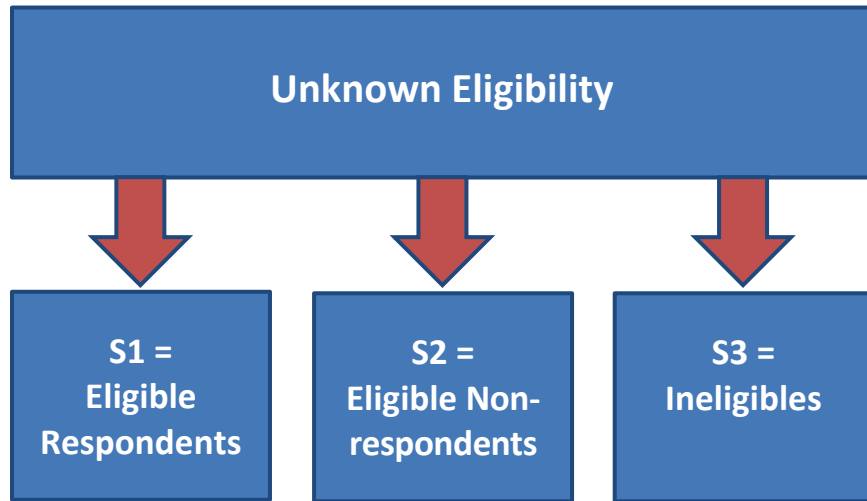 Unknown Eligibility
S1 =
Eligible
Respondents
S2 =
Eligible Non-
respondents
S3 =
Ineligibles